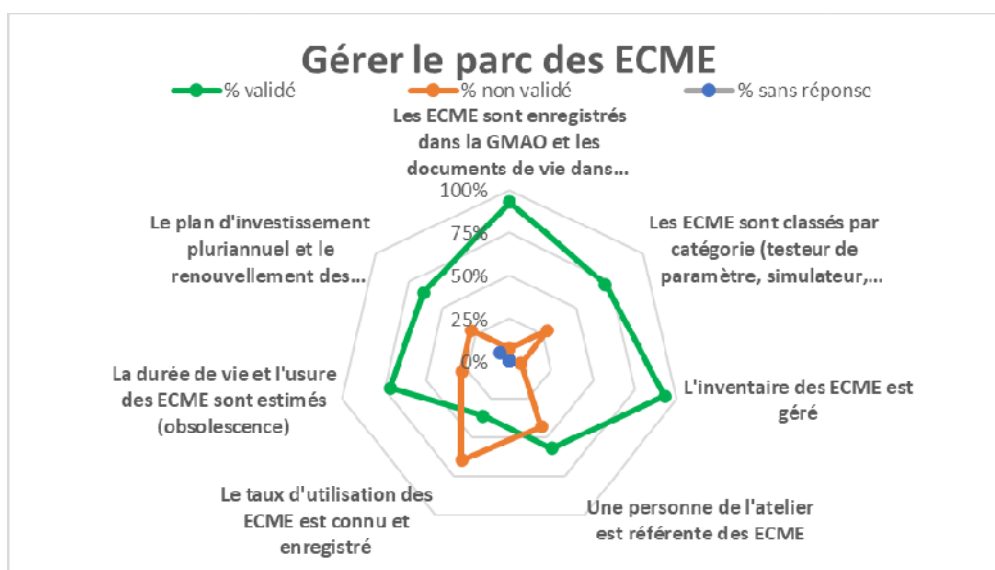 Gérer le parc des ECME
% validé
% non validé
% sans réponse
Les ECME sont enregistrés
dans la GMAO et les
documents de vie dans...
Les ECME sont classés par
catégorie (testeur de
paramètre, simulateur,...
L'inventaire des ECME est
géré
Une personne de l'atelier
est référente des ECME
Le taux d'utilisation des
ECME est connu et
enregistré
La durée de vie et l'usure
des ECME sont estimés
(obsolescence)
Le plan d'investissement
pluriannuel et le
renouvellement des...
100%
75%
50%
25%
0%